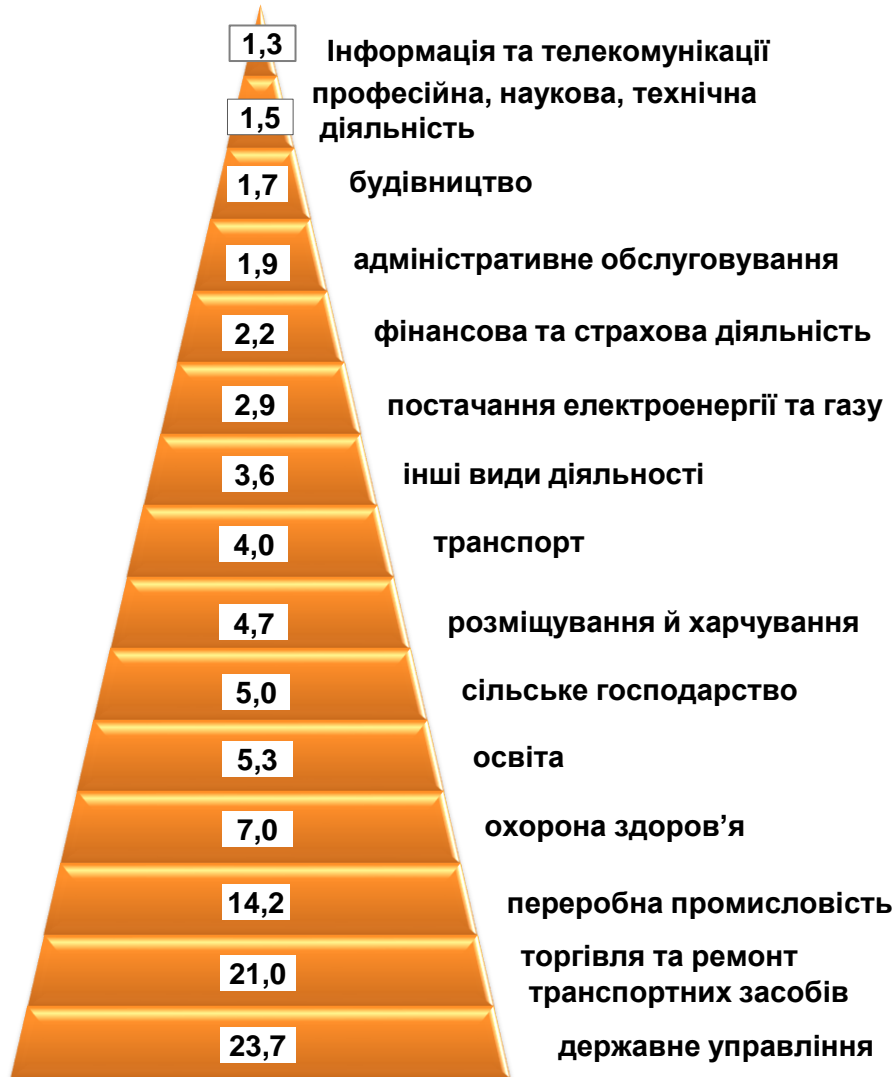 1,3
Інформація та телекомунікації
професійна, наукова, технічна
1,5
діяльність
1,7
будівництво
1,9
адміністративне обслуговування
2,2
фінансова та страхова діяльність
2,9
постачання електроенергії та газу
3,6
інші види діяльності
4,0
транспорт
4,7
розміщування й харчування
5,0
сільське господарство
5,3
освіта
7,0
охорона здоров’я
14,2
переробна промисловість
21,0
торгівля та ремонт
транспортних засобів
23,7
державне управління